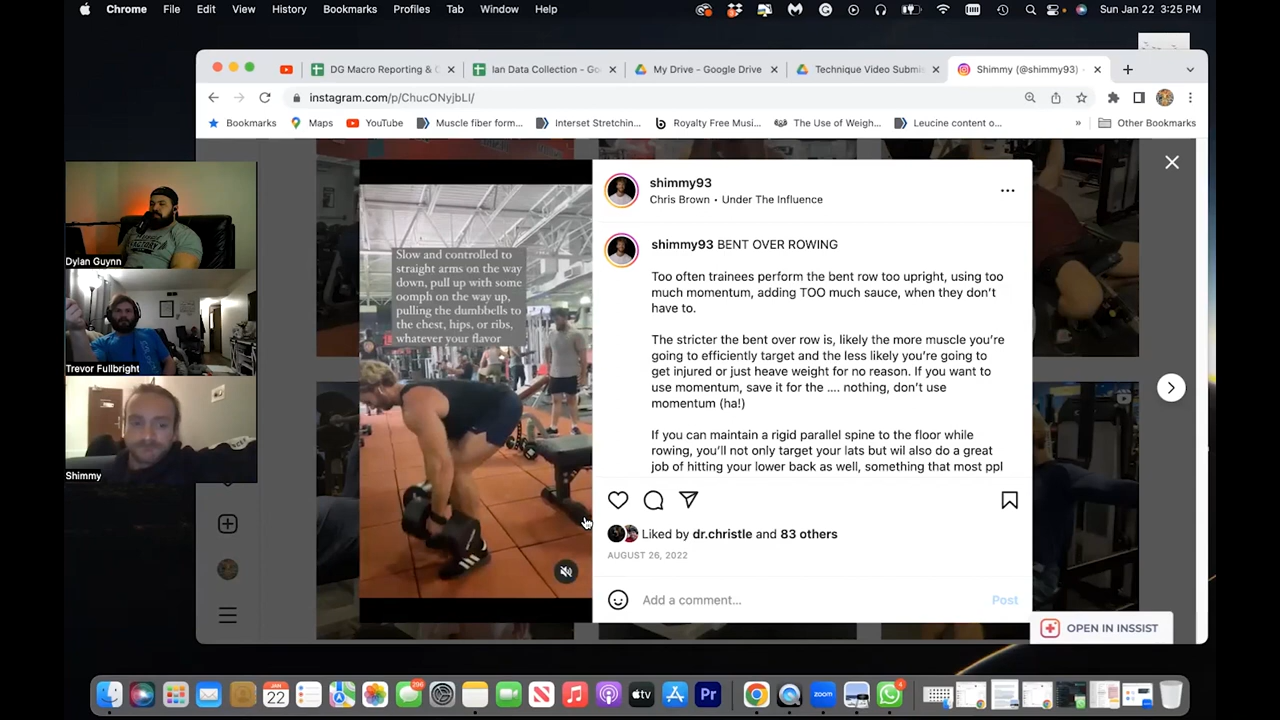 Chrome File Edit View History Bookmarks Profiles Tab Window Help Sun Jan 22 3:25 PM
DG Macro Reporting & C
Ian Data Collection - Go
My Drive - Google Drive
Technique Video Submis
Shimmy (@shimmy93) -
instagram.com/p/ChucONyjbLI/
Bookmarks Maps YouTube Muscle fiber form... Interset Stretchin... Royalty Free Musi... The Use of Weigh... Leucine content o... » Other Bookmarks
Dylan Guynn
Trevor Fullbright
Shimmy
Slow and controlled to
straight arms on the way
down, pull up with some
oomph on the way up,
pulling the dumbbells to
the chest, hips, or ribs,
whatever your flavor
shimmy93
Chris Brown • Under The Influence
shimmy93 BENT OVER ROWING
Too often trainees perform the bent row too upright, using too
much momentum, adding TOO much sauce, when they don't
have to.
The stricter the bent over row is, likely the more muscle you're
going to efficiently target and the less likely you're going to
get injured or just heave weight for no reason. If you want to
use momentum, save it for the .... nothing, don't use
momentum (ha!)
If you can maintain a rigid parallel spine to the floor while
rowing, you'll not only target your lats but wil also do a great
job of hitting your lower back as well, something that most ppl
Liked by dr.christle and 83 others
AUGUST 26, 2022
Add a comment... Post
OPEN IN INSSIST
JAN
22
296
tv
Pr
zoom
4